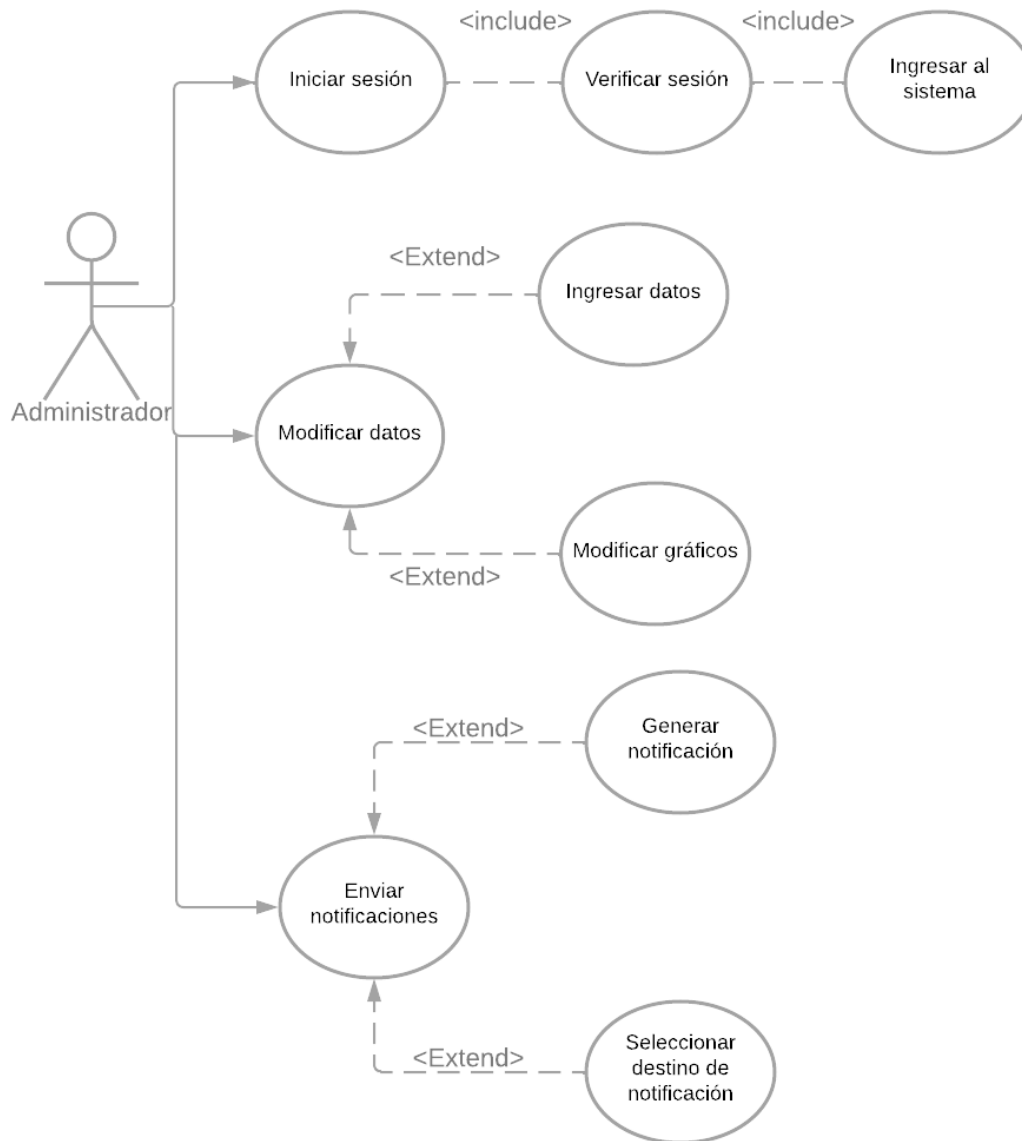 <include>
<include>
Iniciar sesión
Verificar sesión
Ingresar al
sistema
<Extend>
Ingresar datos
Administrador
Modificar datos
Modificar gráficos
<Extend>
Generar
notificación
<Extend>
Enviar
notificaciones
Seleccionar
destino de
notificación
<Extend>